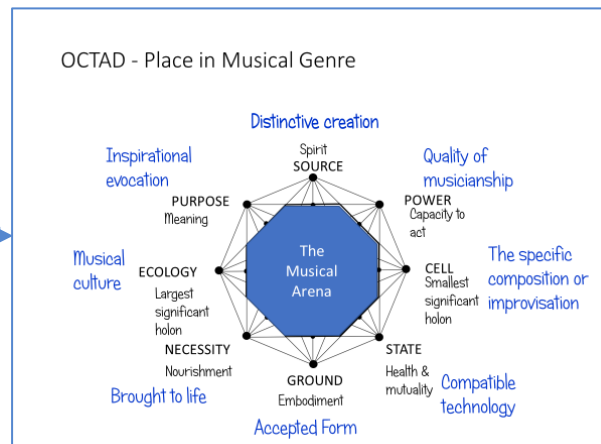 OCTAD - Place in Musical Genre
Distinctive creation
Spirit
SOURCE
Inspirational
evocation
Quality of
musicianship
PURPOSE
Meaning
POWER
Capacity to
act
The
Musical
Arena
Musical
culture
ECOLOGY
Largest
significant
holon
CELL
Smallest
significant
holon
The specific
composition or
improvisation
NECESSITY
Nourishment
STATE
Health &
mutuality
Brought to life
GROUND
Embodiment
Compatible
technology
Accepted Form